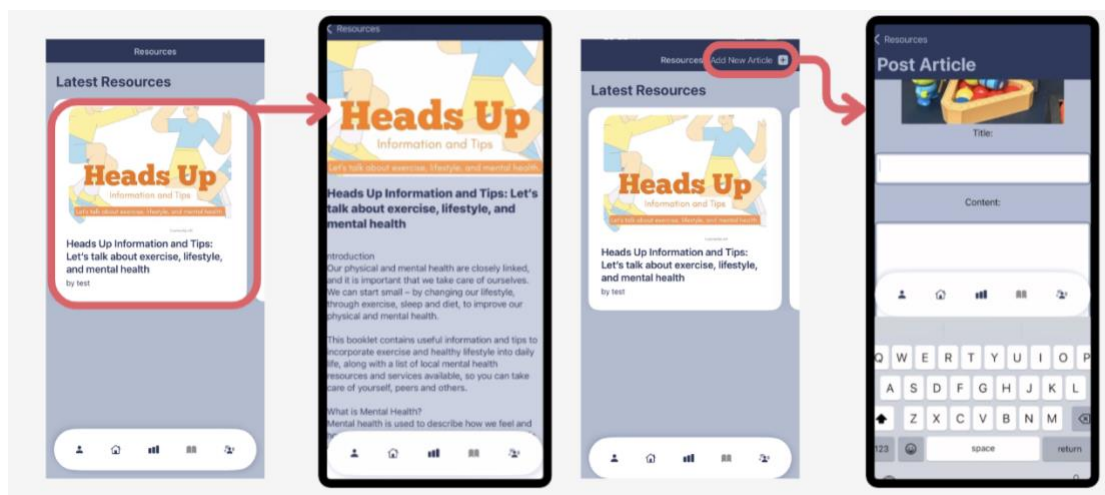 Resources
Latest Resources
Heads Up
Information and Tips
Let's talk about exercise, lifestyle, and mental health
Heads Up Information and Tips:
Let's talk about exercise, lifestyle,
and mental health
by test
Resources
Heads Up
Information and Tips
Let's talk about exercise, lifestyle, and mental health
Heads Up Information and Tips: Let's
talk about exercise, lifestyle, and
mental health
ntroduction
Our physical and mental health are closely linked,
and it is important that we take care of ourselves.
We can start small – by changing our lifestyle,
through exercise, sleep and diet, to improve our
physical and mental health.
This booklet contains useful information and tips to
incorporate exercise and healthy lifestyle into daily
life, along with a list of local mental health
resources and services available, so you can take
care of yourself, peers and others.
What is Mental Health?
Mental health is used to describe how we feel and
Resources
Add New Article
Latest Resources
Heads Up
Information and Tips
Let's talk about exercise, lifestyle, and mental health
Heads Up Information and Tips:
Let's talk about exercise, lifestyle,
and mental health
by test
Resources
Post Article
Title:
Content:
Q W E R T Y U I O P
A S D F G H J K L
Z X C V B N M
123 space return